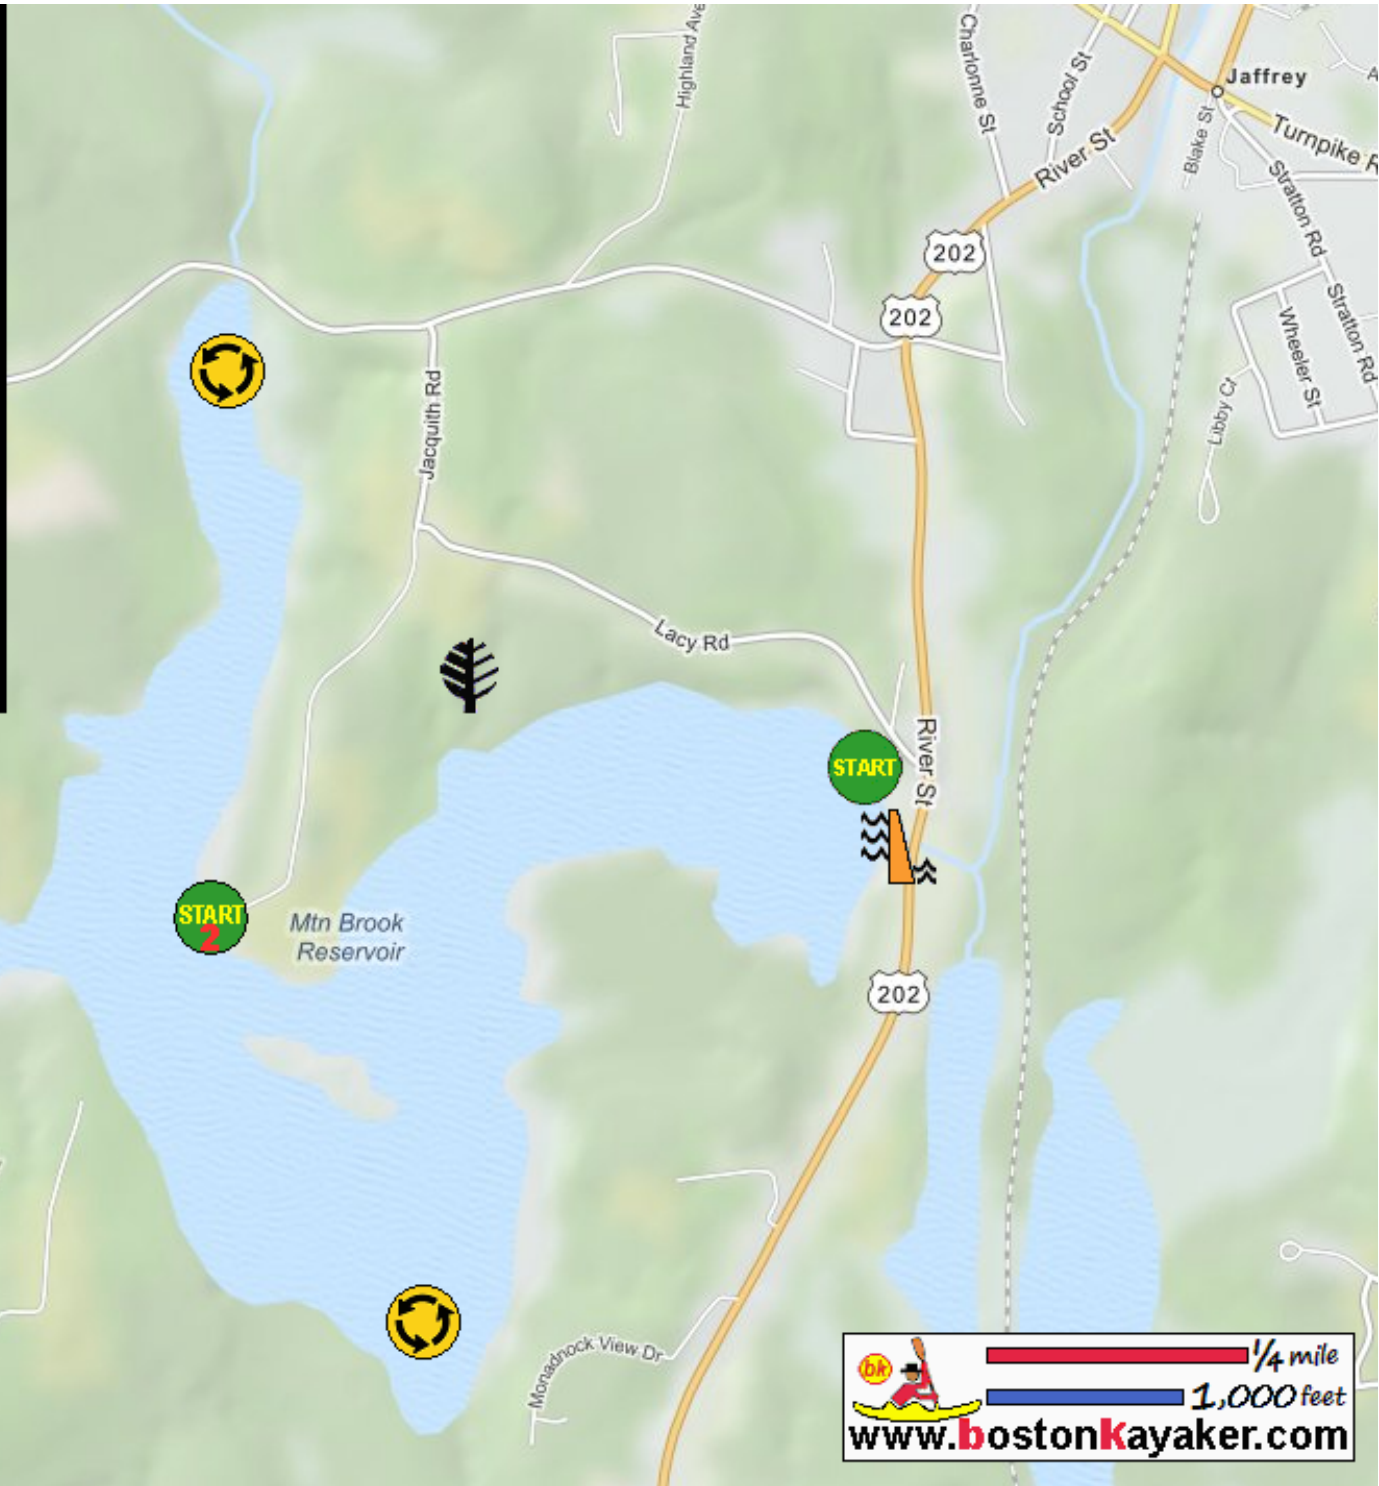 Highland Ave
Charlonne St
School St
Jaffrey
River St
Blake St
Turnpike R
Stratton Rd
202
202
Stratton Rd
Wheeler St
Libby Ct
Jacquith Rd
Lacy Rd
River St
START
START
2
Mtn Brook
Reservoir
202
Monadnock View Dr
bk
1/4 mile
1,000 feet
www.bostonKayaker.com